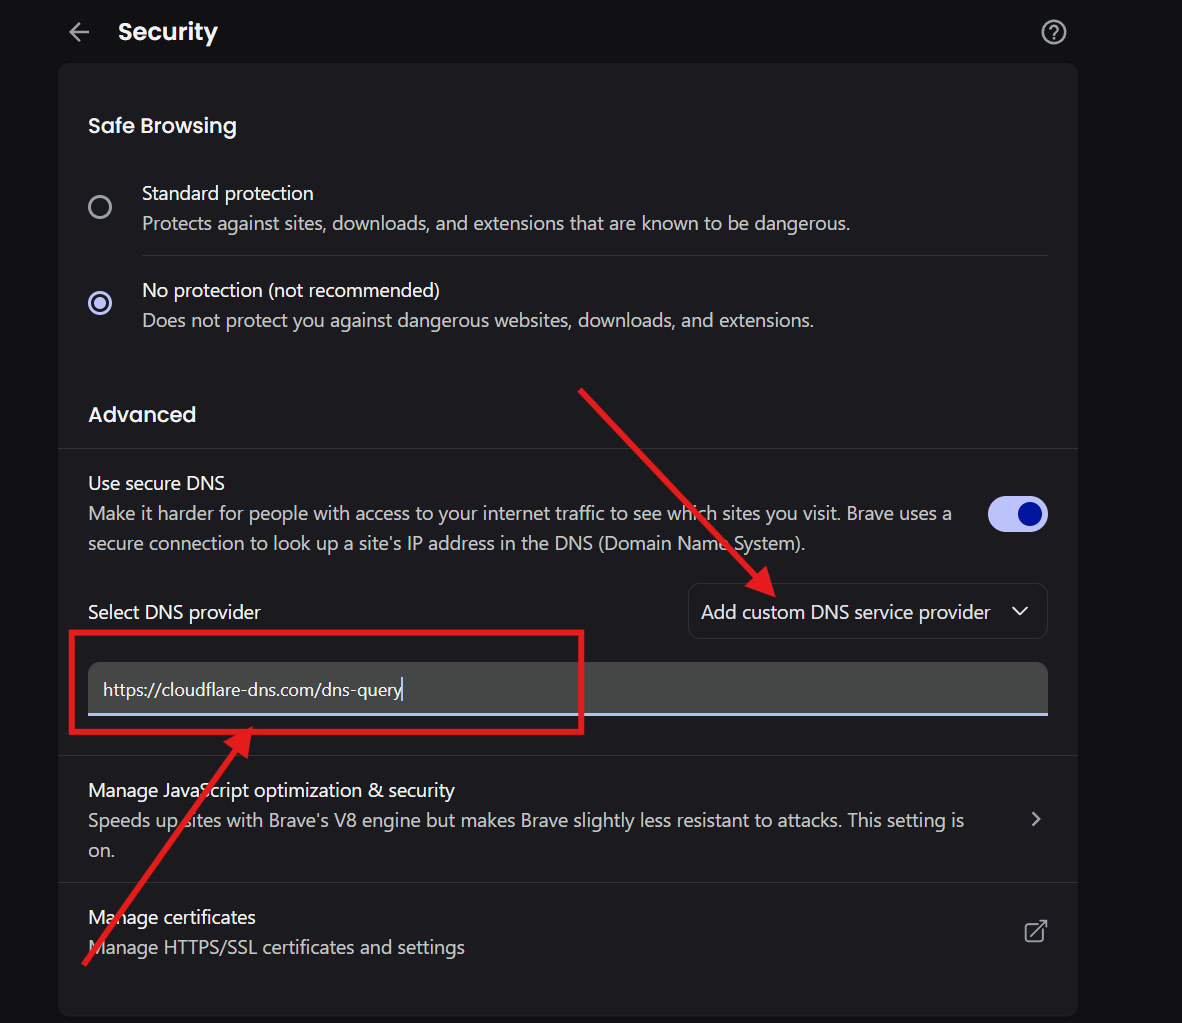 Security
Safe Browsing
Standard protection
Protects against sites, downloads, and extensions that are known to be dangerous.
No protection (not recommended)
Does not protect you against dangerous websites, downloads, and extensions.
Advanced
Use secure DNS
Make it harder for people with access to your internet traffic to see which sites you visit. Brave uses a
secure connection to look up a site's IP address in the DNS (Domain Name System).
Select DNS provider
Add custom DNS service provider
https://cloudflare-dns.com/dns-query
Manage JavaScript optimization & security
Speeds up sites with Brave's V8 engine but makes Brave slightly less resistant to attacks. This setting is
on.
Manage certificates
Manage HTTPS/SSL certificates and settings